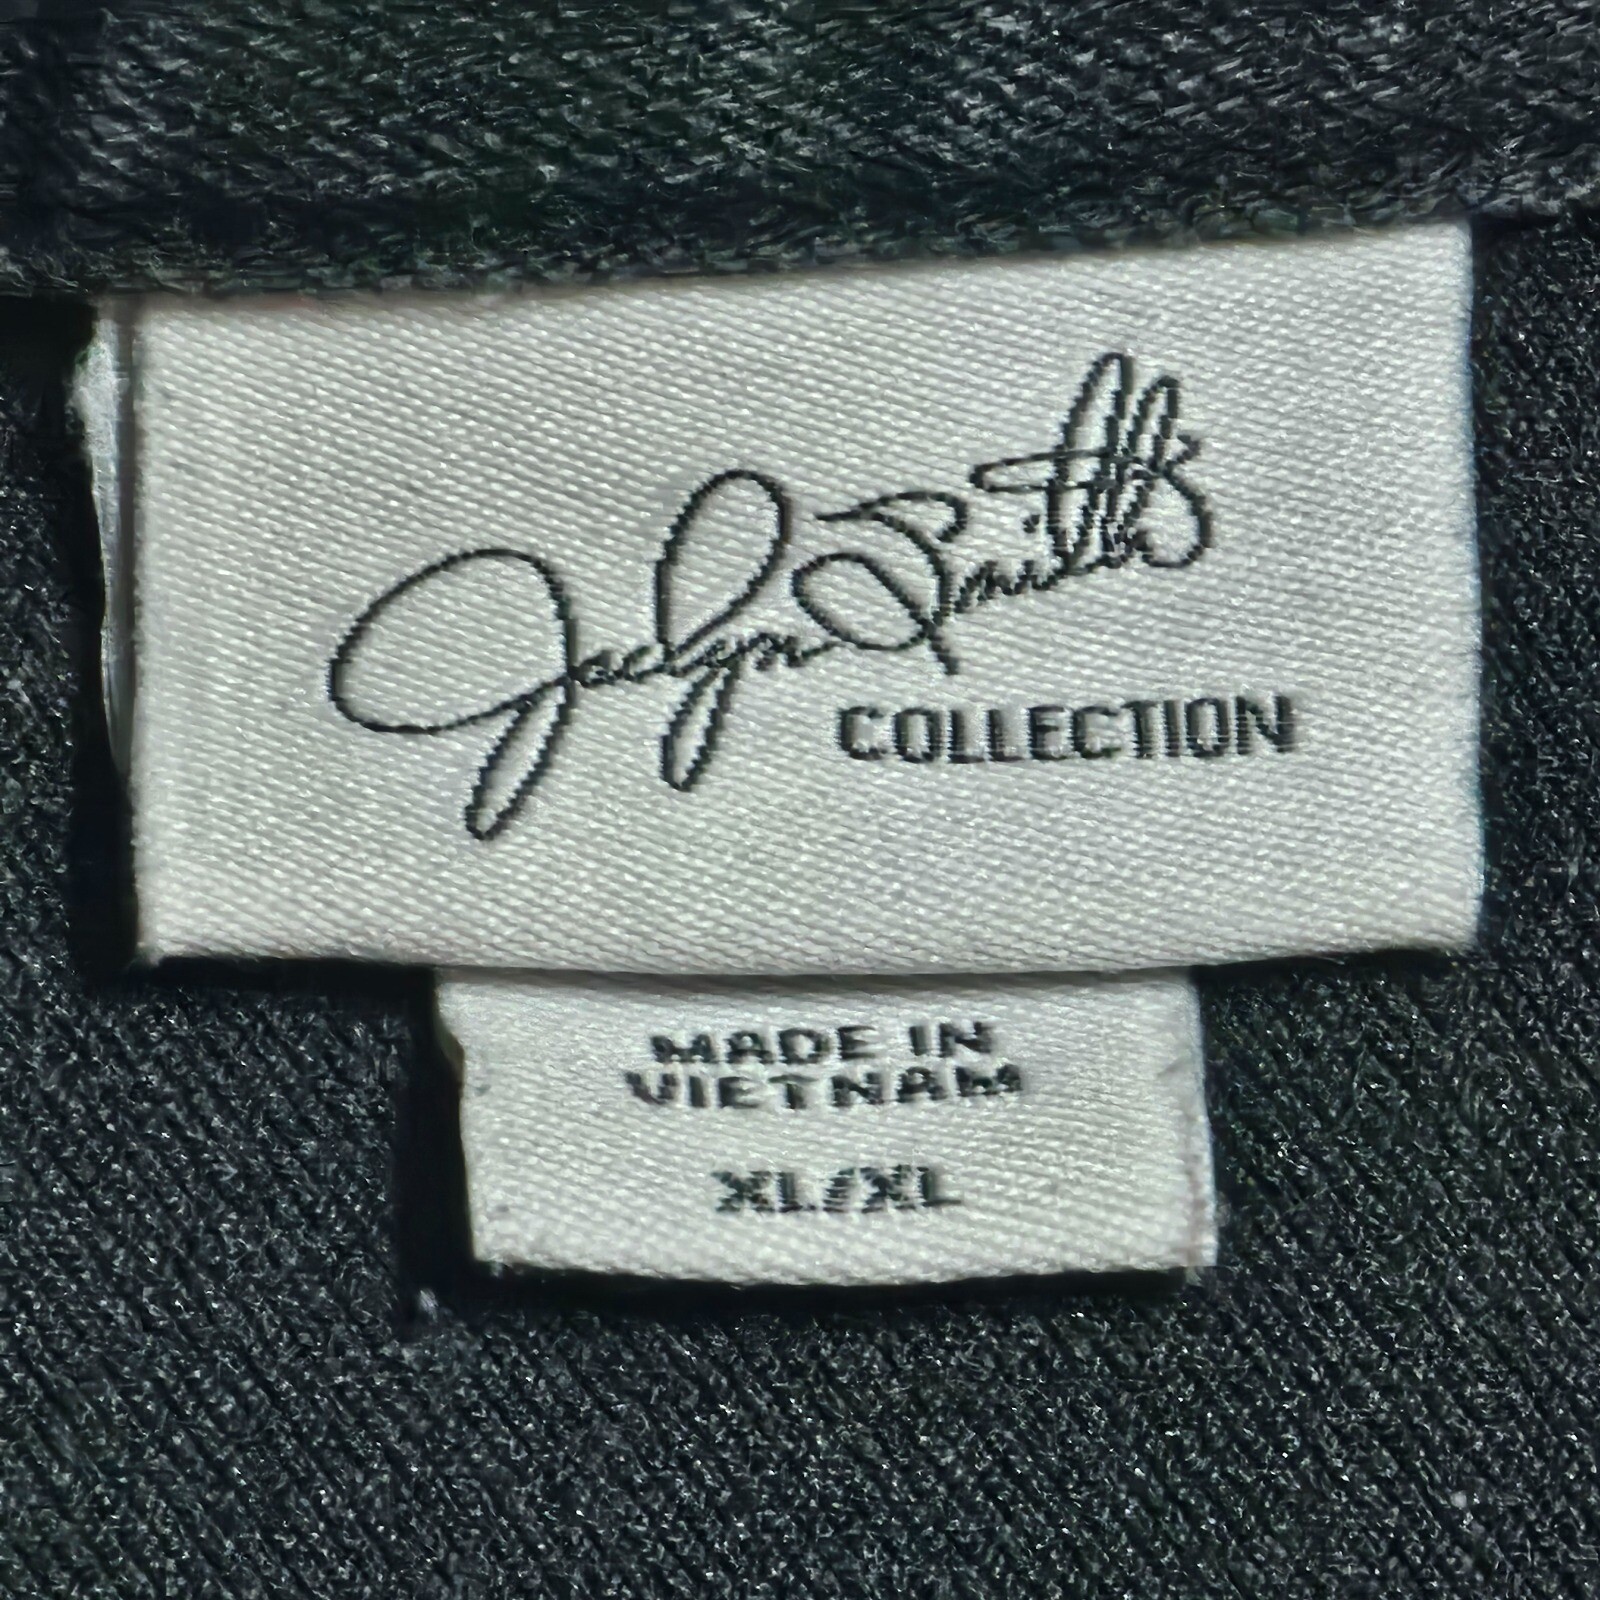 Jaclyn Smith
COLLECTION
MADE IN
VIETNAM
XL/XL